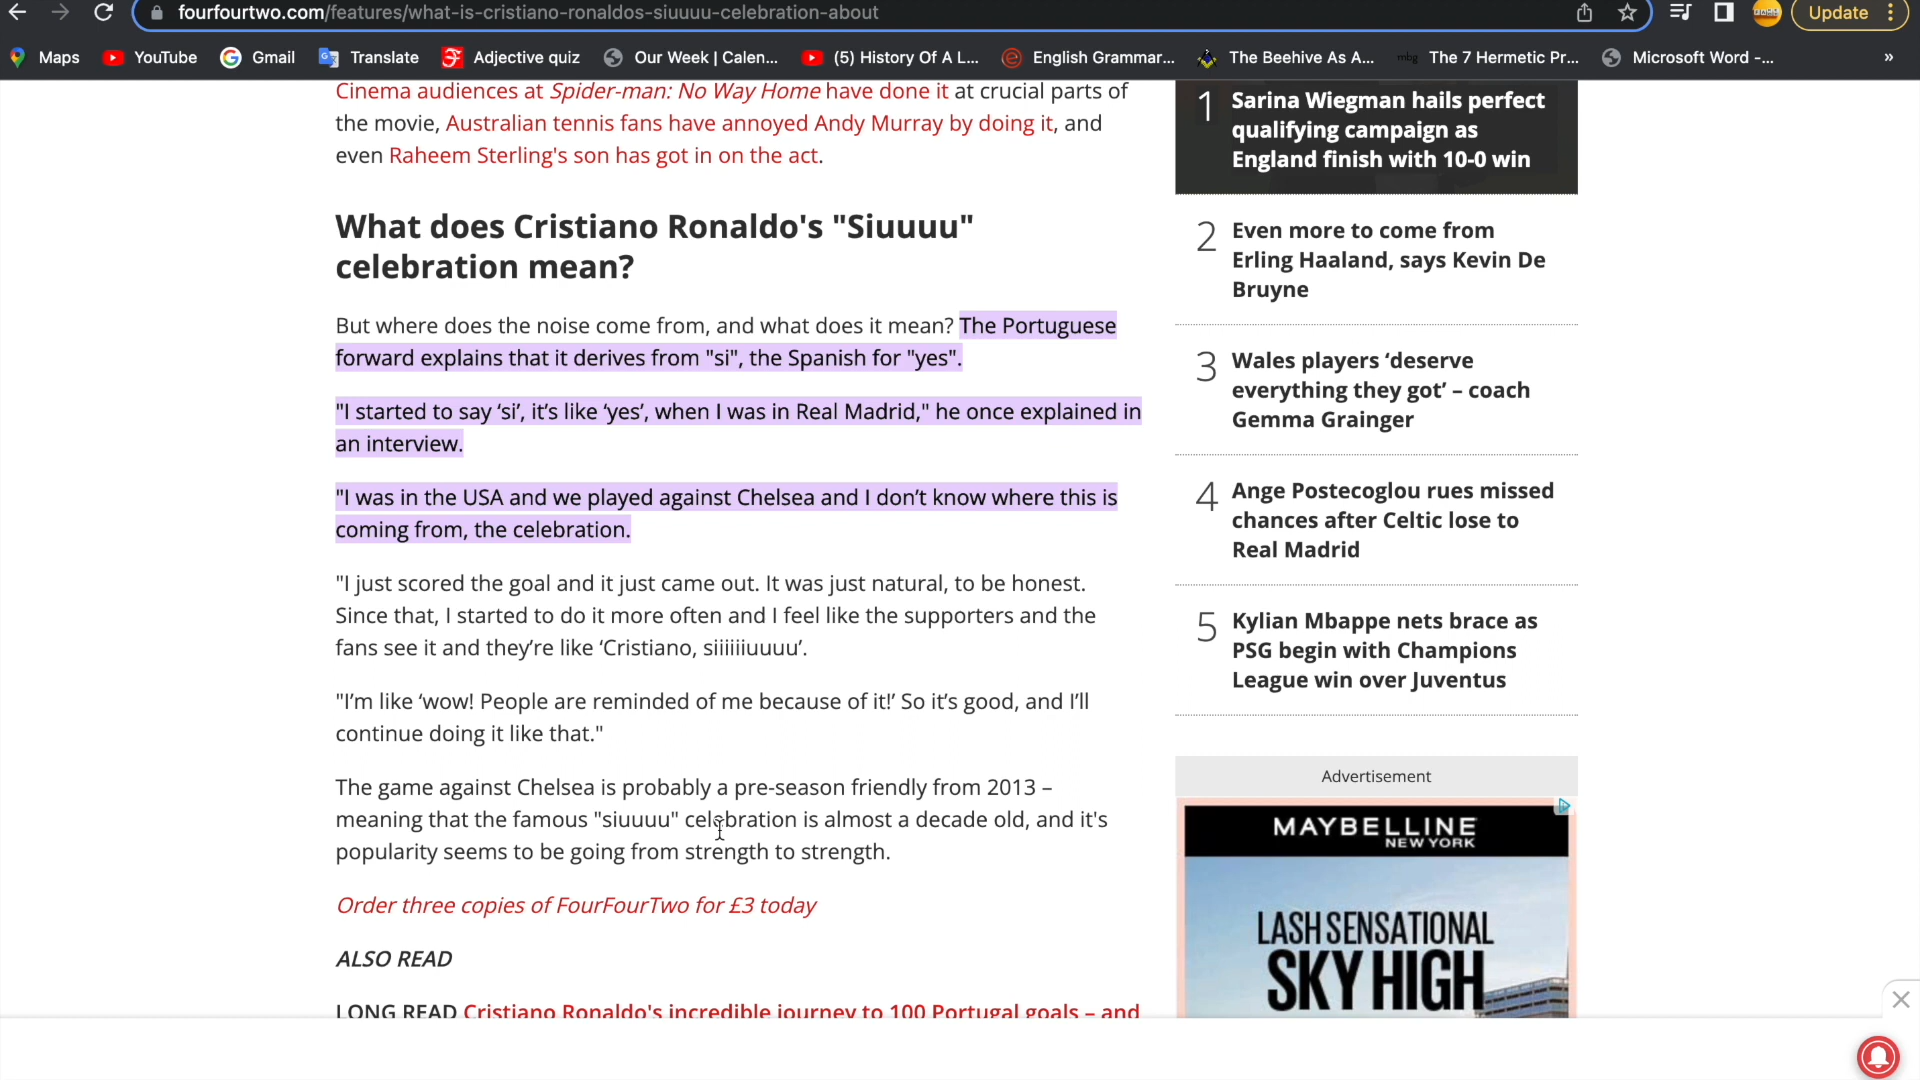 fourfourtwo.com/features/what-is-cristiano-ronaldos-siuuuu-celebration-about
Update
Maps
YouTube
Gmail
Translate
Adjective quiz
Our Week | Calen...
(5) History Of A L...
English Grammar...
The Beehive As A...
mbg
The 7 Hermetic Pr...
Microsoft Word -...
»
Cinema audiences at Spider-man: No Way Home have done it at crucial parts of
the movie, Australian tennis fans have annoyed Andy Murray by doing it, and
even Raheem Sterling's son has got in on the act.
What does Cristiano Ronaldo's "Siuuuu"
celebration mean?
But where does the noise come from, and what does it mean? The Portuguese
forward explains that it derives from "si", the Spanish for "yes".
"I started to say ‘si’, it’s like ‘yes’, when I was in Real Madrid," he once explained in
an interview.
"I was in the USA and we played against Chelsea and I don’t know where this is
coming from, the celebration.
"I just scored the goal and it just came out. It was just natural, to be honest.
Since that, I started to do it more often and I feel like the supporters and the
fans see it and they’re like ‘Cristiano, siiiiiiuuuu’.
"I’m like ‘wow! People are reminded of me because of it!’ So it’s good, and I’ll
continue doing it like that."
The game against Chelsea is probably a pre-season friendly from 2013 –
meaning that the famous "siuuuu" celebration is almost a decade old, and it's
popularity seems to be going from strength to strength.
Order three copies of FourFourTwo for £3 today
ALSO READ
LONG READ Cristiano Ronaldo's incredible journey to 100 Portugal goals – and
1
Sarina Wiegman hails perfect
qualifying campaign as
England finish with 10-0 win
2
Even more to come from
Erling Haaland, says Kevin De
Bruyne
3
Wales players ‘deserve
everything they got’ – coach
Gemma Grainger
4
Ange Postecoglou rues missed
chances after Celtic lose to
Real Madrid
5
Kylian Mbappe nets brace as
PSG begin with Champions
League win over Juventus
Advertisement
MAYBELLINE
NEW YORK
LASH SENSATIONAL
SKY HIGH